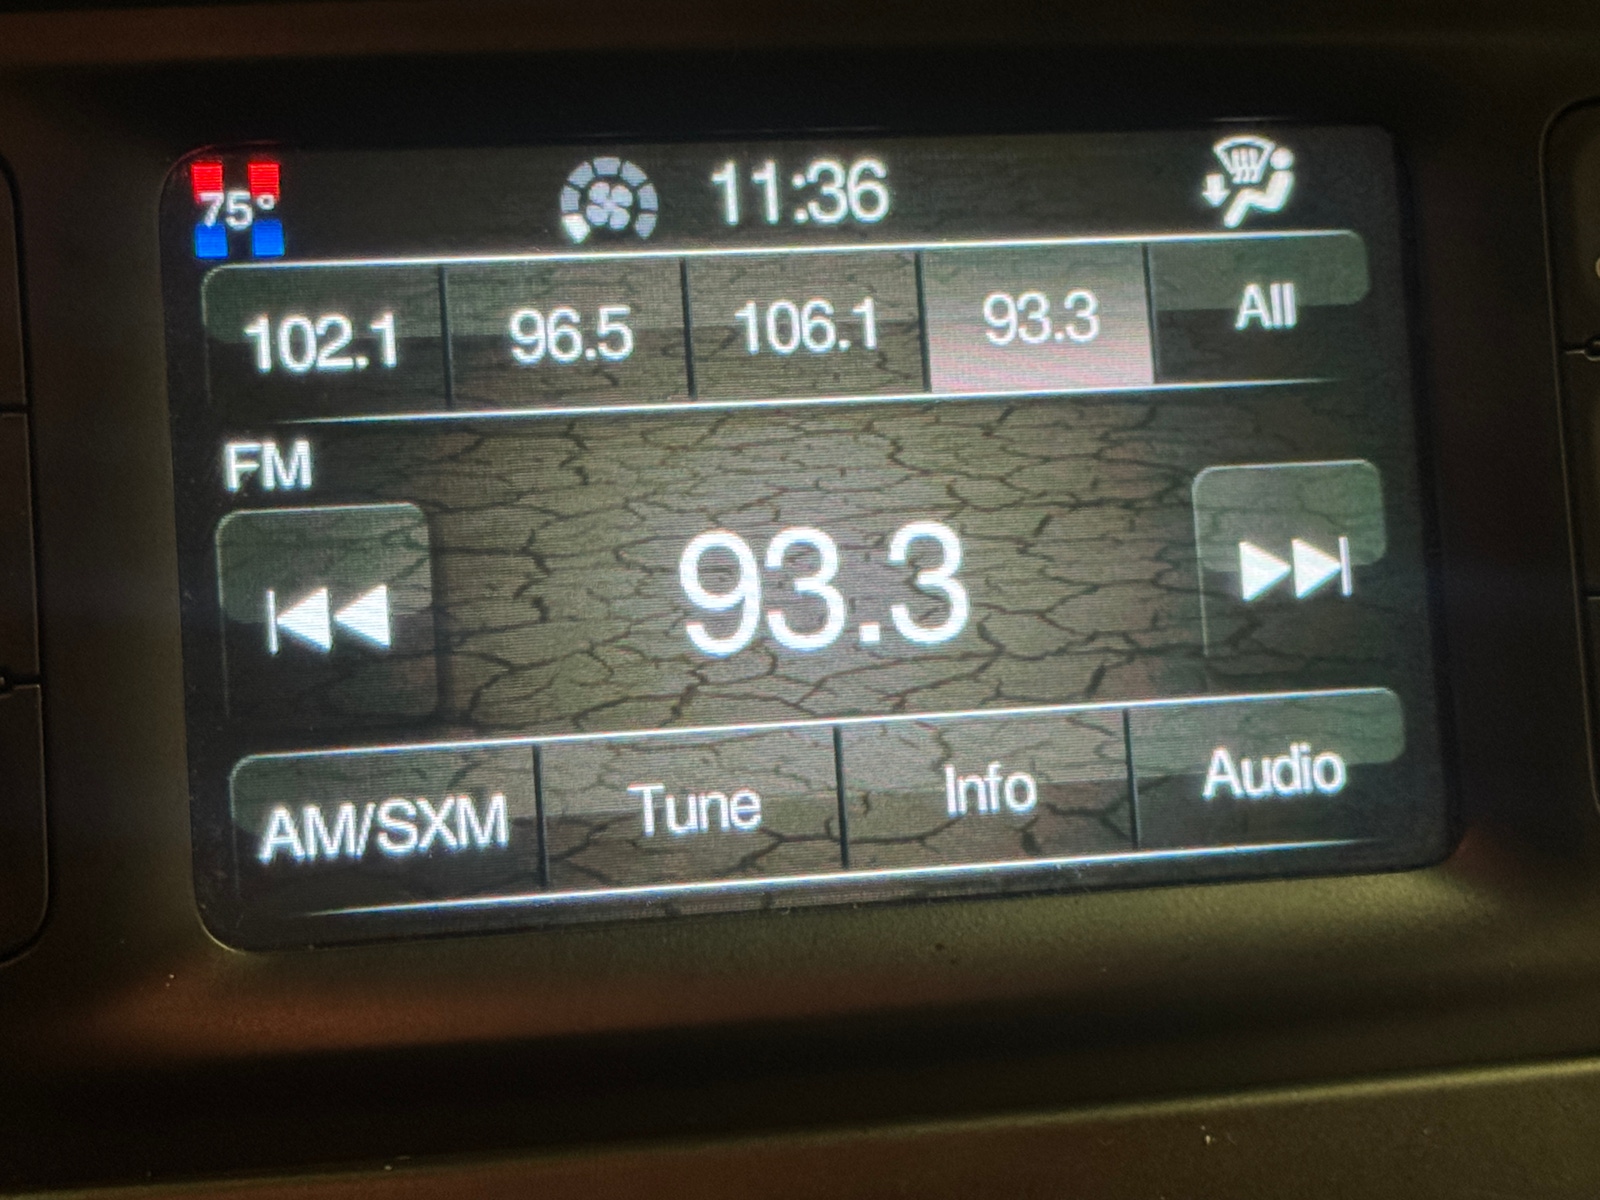 75° 11:36
102.1 96.5 106.1 93.3 All
FM
93.3
AM/SXM Tune Info Audio